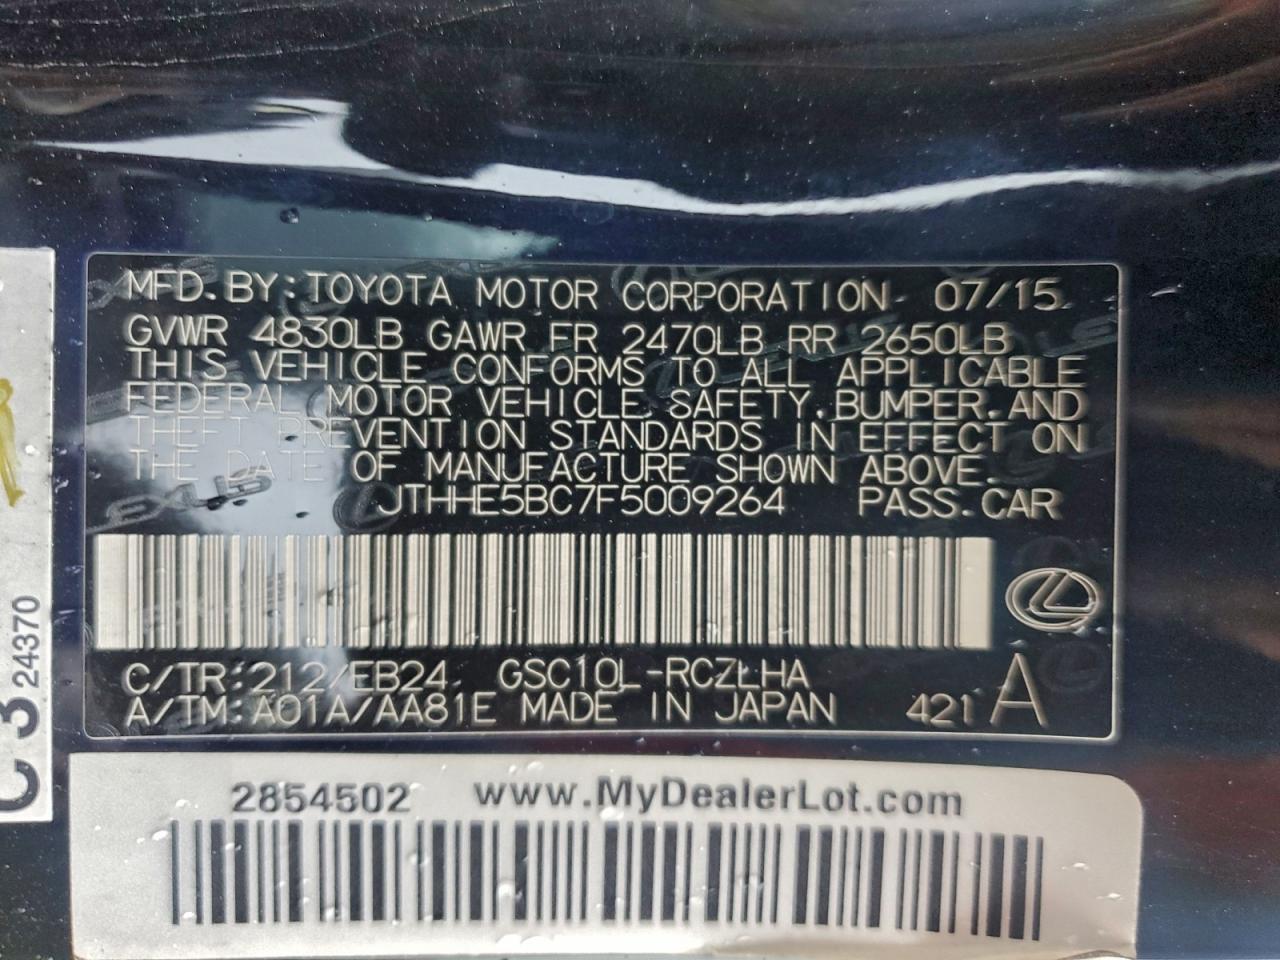 MFD. BY: TOYOTA MOTOR CORPORATION 07/15
GVWR 4830LB GAWR FR 2470LB RR 2650LB
THIS VEHICLE CONFORMS TO ALL APPLICABLE
FEDERAL MOTOR VEHICLE SAFETY, BUMPER, AND
THEFT PREVENTION STANDARDS IN EFFECT ON
THE DATE OF MANUFACTURE SHOWN ABOVE.
JTHHE5BC7F5009264 PASS. CAR
C/TR: 212/EB24 GSC10L-RCZLHA
A/TM: A01A/AA81E MADE IN JAPAN 421 A
2854502 www.MyDealerLot.com
C 3
24370